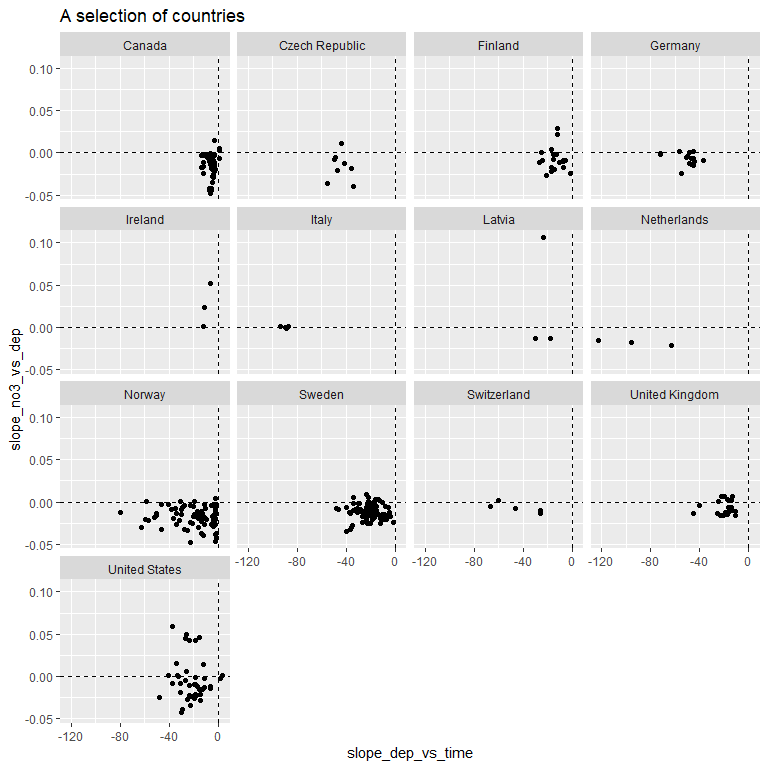 A selection of countries
Canada Czech Republic Finland Germany
0.10
0.05
0.00
-0.05
Ireland Italy Latvia Netherlands
0.10
0.05
0.00
-0.05
Norway Sweden Switzerland United Kingdom
0.10
0.05
0.00
-0.05
-120 -80 -40 0 -120 -80 -40 0 -120 -80 -40 0
United States
0.10
0.05
0.00
-0.05
-120 -80 -40 0
slope_dep_vs_time
slope_no3_vs_dep